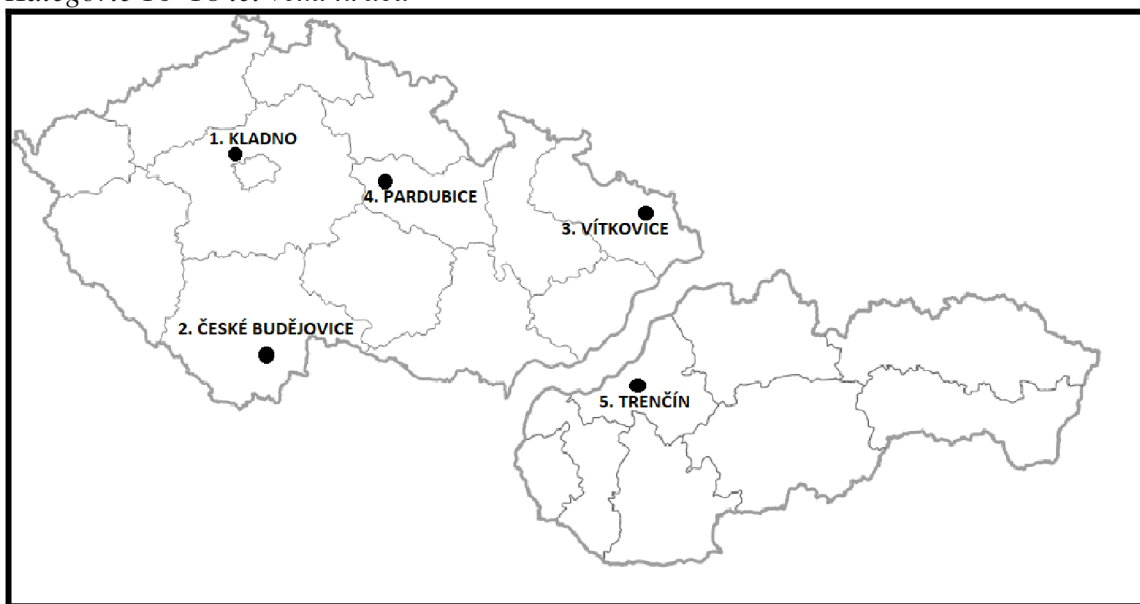 1. KLADNO
4. PARDUBICE
3. VÍTKOVICE
2. ČESKÉ BUDĚJOVICE
5. TRENČÍN